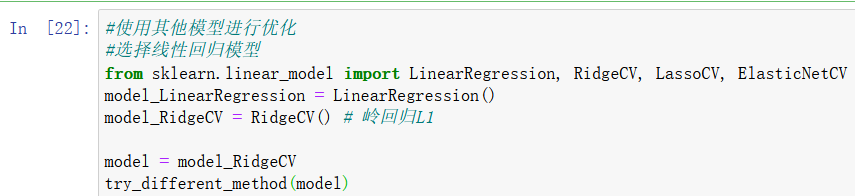 In [22]: #使用其他模型进行优化
#选择线性回归模型
from sklearn.linear_model import LinearRegression, RidgeCV, LassoCV, ElasticNetCV
model_LinearRegression = LinearRegression()
model_RidgeCV = RidgeCV() # 岭回归L1
model = model_RidgeCV
try_different_method(model)